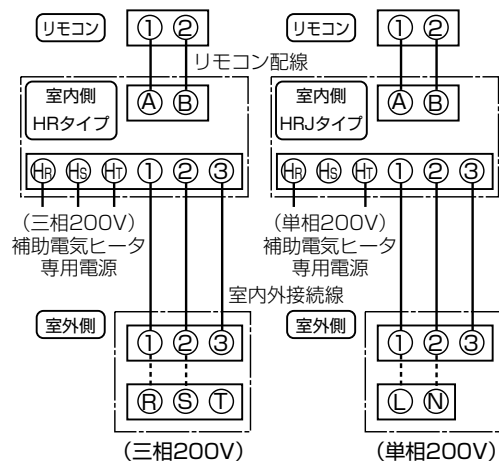 リモコン ① ②
リモコン配線
室内側
HRタイプ
Ⓐ Ⓑ
HR HS HT ① ② ③
(三相200V)
補助電気ヒータ
専用電源
室内外接続線
室外側
① ② ③
Ⓡ Ⓢ Ⓣ
(三相200V)
リモコン ① ②
室内側
HRJタイプ
Ⓐ Ⓑ
HR HS HT ① ② ③
(単相200V)
補助電気ヒータ
専用電源
室外側
① ② ③
Ⓛ Ⓝ
(単相200V)